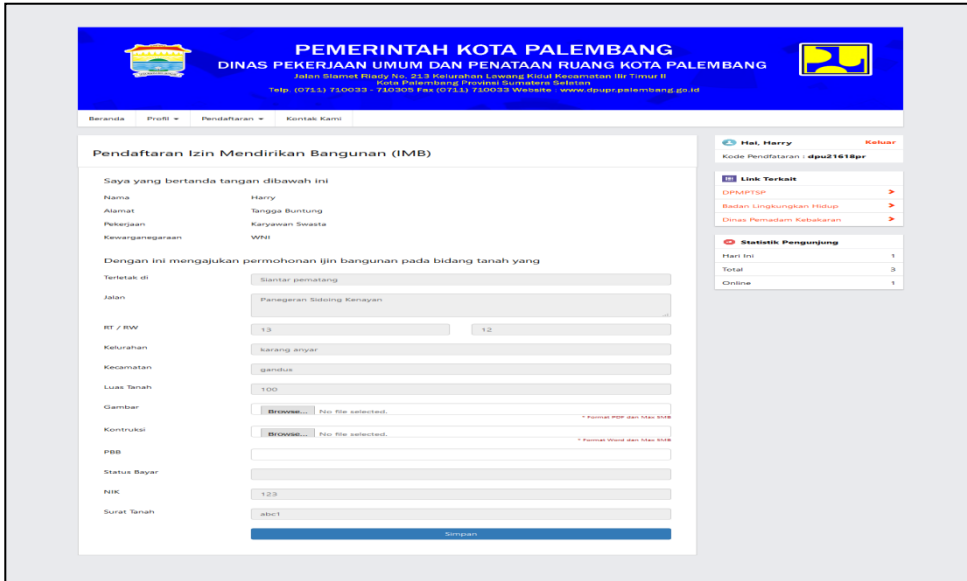 PEMERINTAH KOTA PALEMBANG
DINAS PEKERJAAN UMUM DAN PENATAAN RUANG KOTA PALEMBANG
Jalan Slamet Riady No. 213 Kelurahan Lawang Kidul Kecamatan Ilir Timur II
Kota Palembang Provinsi Sumatera Selatan
Telp. (0711) 710033 - 710305 Fax (0711) 710033 Website : www.dpupr.palembang.go.id
Beranda Profil Pendaftaran Kontak Kami
Pendaftaran Izin Mendirikan Bangunan (IMB)
Saya yang bertanda tangan dibawah ini
Nama Harry
Alamat Tangga Buntung
Pekerjaan Karyawan Swasta
Kewarganegaraan WNI
Dengan ini mengajukan permohonan ijin bangunan pada bidang tanah yang
Terletak di Siantar pematang
Jalan Panegeran Sidoing Kenayan
RT / RW 13 12
Kelurahan karang anyar
Kecamatan gandus
Luas Tanah 100
Gambar Browse... No file selected.
* Format PDF dan Max 5MB
Kontruksi Browse... No file selected.
* Format Word dan Max 5MB
PBB
Status Bayar
NIK 123
Surat Tanah abc1
Simpan
Hai, Harry Keluar
Kode Pendfataran : dpu21618pr
Link Terkait
DPMPTSP
Badan Lingkungkan Hidup
Dinas Pemadam Kebakaran
Statistik Pengunjung
Hari Ini 1
Total 3
Online 1